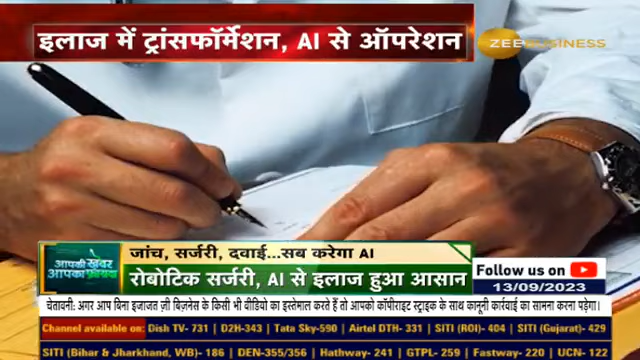 इलाज में ट्रांसफॉर्मेशन, AI से ऑपरेशन
ZEE BUSINESS
आपकी खबर
आपका फायदा
जांच, सर्जरी, दवाई...सब करेगा AI
रोबोटिक सर्जरी, AI से इलाज हुआ आसान
Follow us on
13/09/2023
चेतावनी: अगर आप बिना इजाजत ज़ी बिज़नेस के किसी भी वीडियो का इस्तेमाल करते हैं तो आपको कॉपीराइट स्ट्राइक के साथ कानूनी कार्रवाई का सामना करना पड़ेगा।
Channel available on: Dish TV- 731 | D2H-343 | Tata Sky-590 | Airtel DTH- 331 | SITI (ROI)- 404 | SITI (Gujarat)- 429
SITI (Bihar & Jharkhand, WB)- 186 | DEN-355/356 | Hathway- 241 | GTPL- 259 | Fastway- 220 | UCN- 122